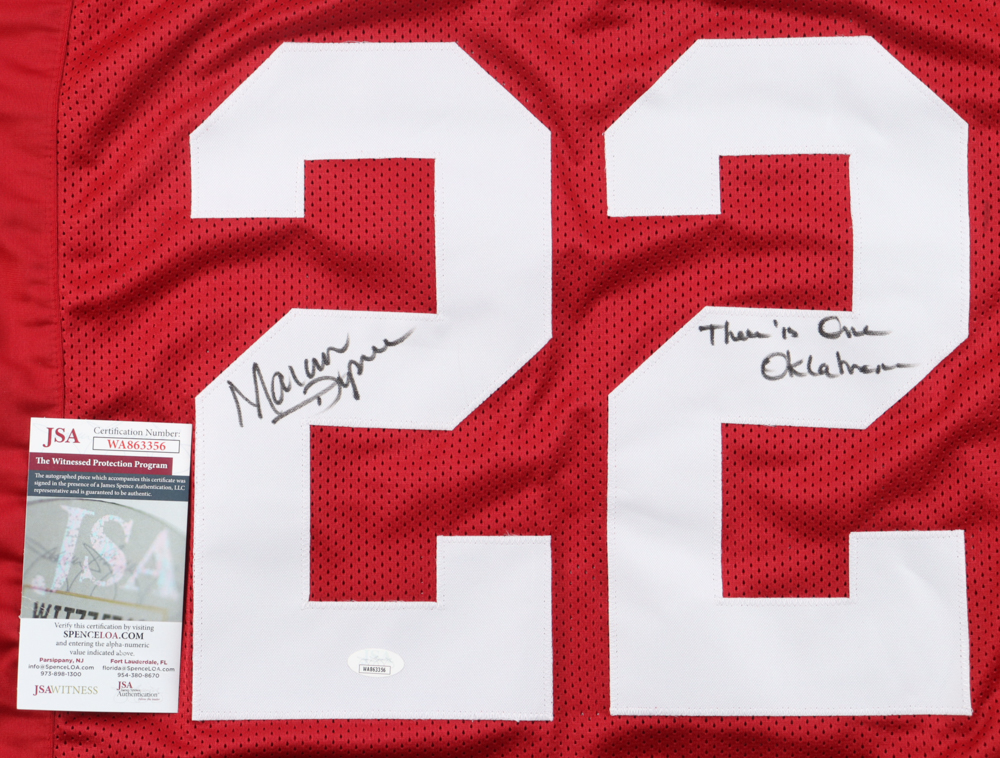 22
Marcus
Dupree
There's One
Oklahoma
JSA
Certification Number:
WA863356
The Witnessed Protection Program
The autographed piece which accompanies this certificate was
signed in the presence of a James Spence Authentication, LLC
representative and is guaranteed to be authentic.
JSA
Verify this certification by visiting
SPENCELOA.COM
and entering the alpha-numeric
value indicated above.
Parsippany, NJ
info@SpenceLOA.com
973-898-1300
Fort Lauderdale, FL
florida@SpenceLOA.com
954-380-8670
JSAWITNESS
JSA
Authentication
WA863356